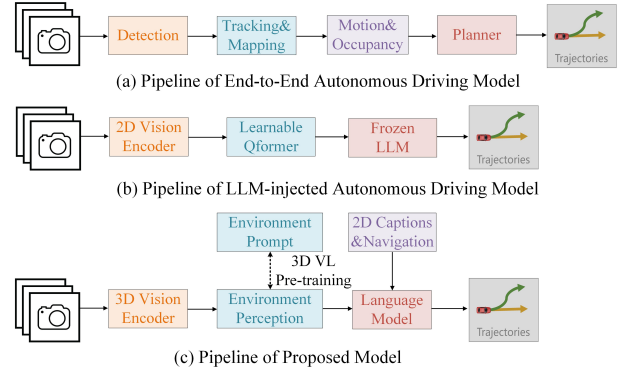 Detection
Tracking&
Mapping
Motion&
Occupancy
Planner
Trajectories
(a) Pipeline of End-to-End Autonomous Driving Model
2D Vision
Encoder
Learnable
Qformer
Frozen
LLM
Trajectories
(b) Pipeline of LLM-injected Autonomous Driving Model
Environment
Prompt
2D Captions
&Navigation
3D VL
Pre-training
3D Vision
Encoder
Environment
Perception
Language
Model
Trajectories
(c) Pipeline of Proposed Model